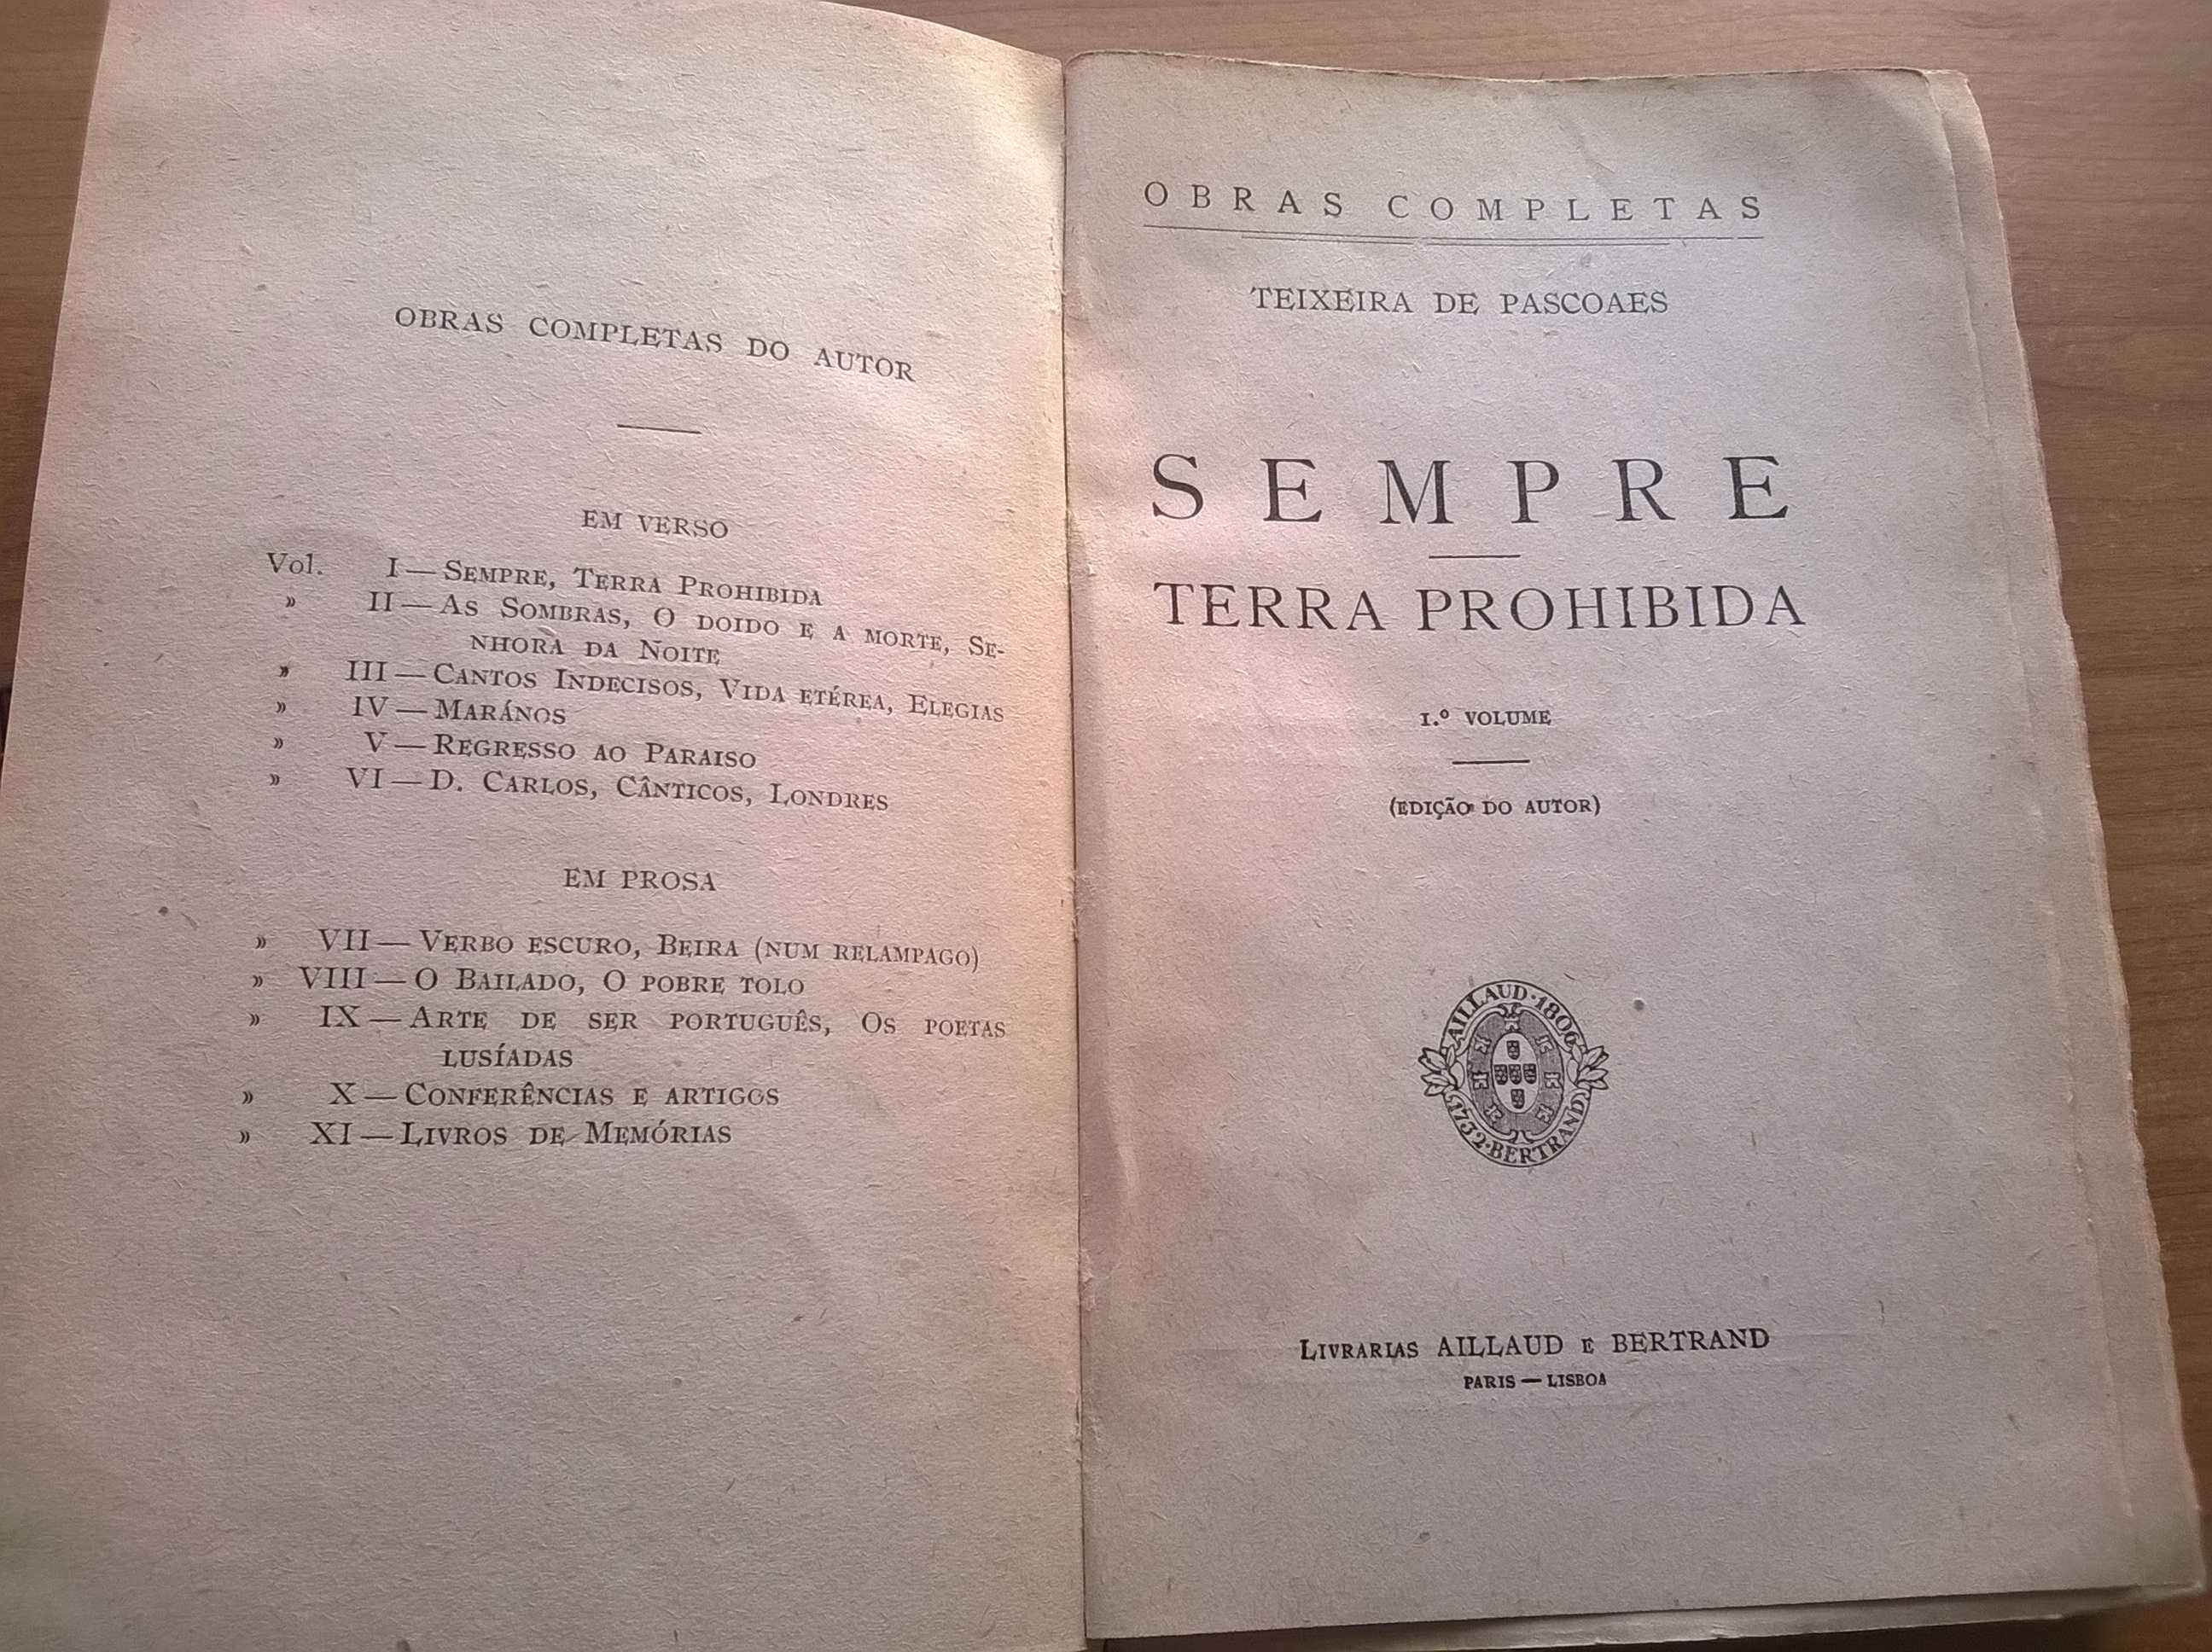 OBRAS COMPLETAS DO AUTOR
EM VERSO
Vol. I — SEMPRE, TERRA PROHIBIDA
» II — AS SOMBRAS, O DOIDO E A MORTE, SE-
NHORA DA NOITE
» III — CANTOS INDECISOS, VIDA ETÉREA, ELEGIAS
» IV — MARÁNOS
» V — REGRESSO AO PARAISO
» VI — D. CARLOS, CÂNTICOS, LONDRES
EM PROSA
» VII — VERBO ESCURO, BEIRA (NUM RELAMPAGO)
» VIII — O BAILADO, O POBRE TOLO
» IX — ARTE DE SER PORTUGUÊS, OS POETAS
LUSÍADAS
» X — CONFERÊNCIAS E ARTIGOS
» XI — LIVROS DE MEMÓRIAS
OBRAS COMPLETAS
TEIXEIRA DE PASCOAES
SEMPRE
TERRA PROHIBIDA
1.º VOLUME
(EDIÇÃO DO AUTOR)
AILLAUD · 1800
1732 · BERTRAND
LIVRARIAS AILLAUD E BERTRAND
PARIS — LISBOA